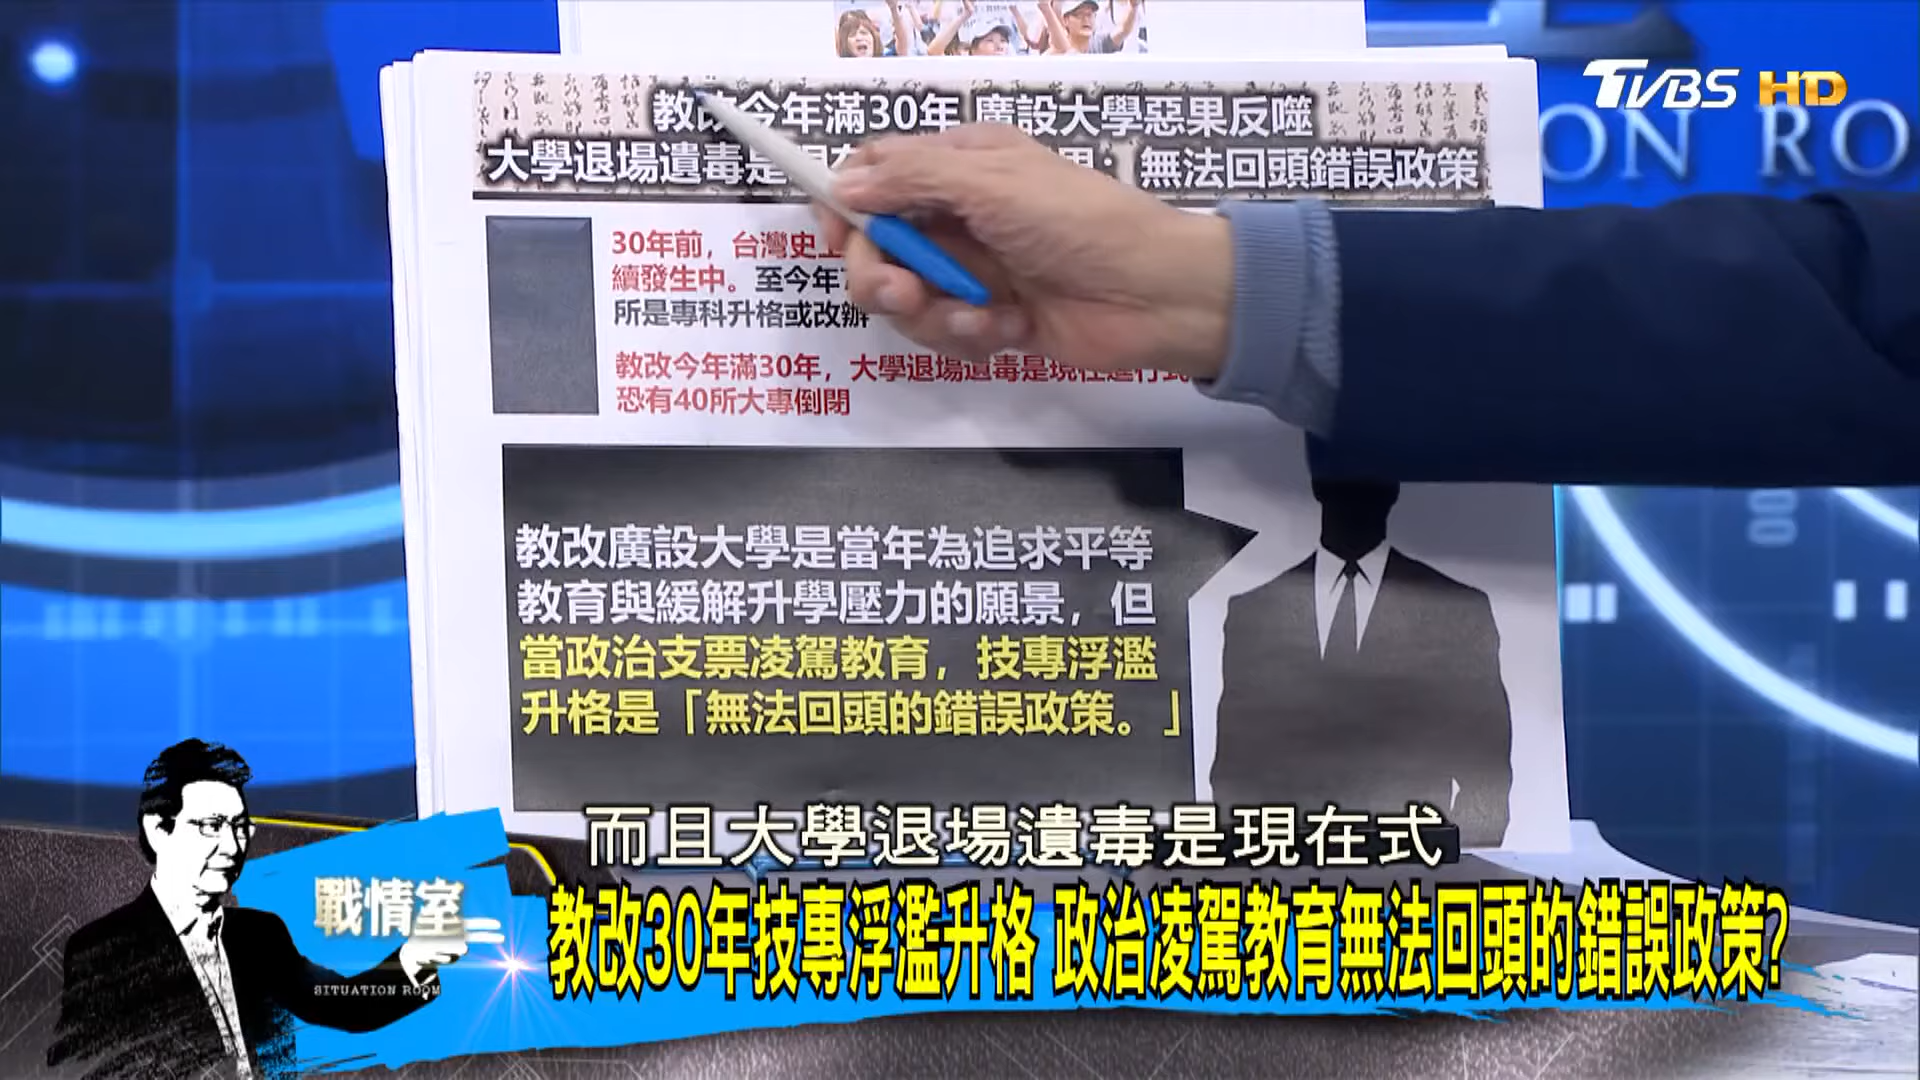 TVBS HD
ON RO
教改今年滿30年 廣設大學惡果反噬
大學退場遺毒是現在 果：無法回頭錯誤政策
30年前，台灣史上
續發生中。至今年
所是專科升格或改辦
教改今年滿30年，大學退場遺毒是現在進行式
恐有40所大專倒閉
教改廣設大學是當年為追求平等
教育與緩解升學壓力的願景，但
當政治支票凌駕教育，技專浮濫
升格是「無法回頭的錯誤政策。」
而且大學退場遺毒是現在式
戰情室
SITUATION ROOM
教改30年技專浮濫升格 政治凌駕教育無法回頭的錯誤政策?